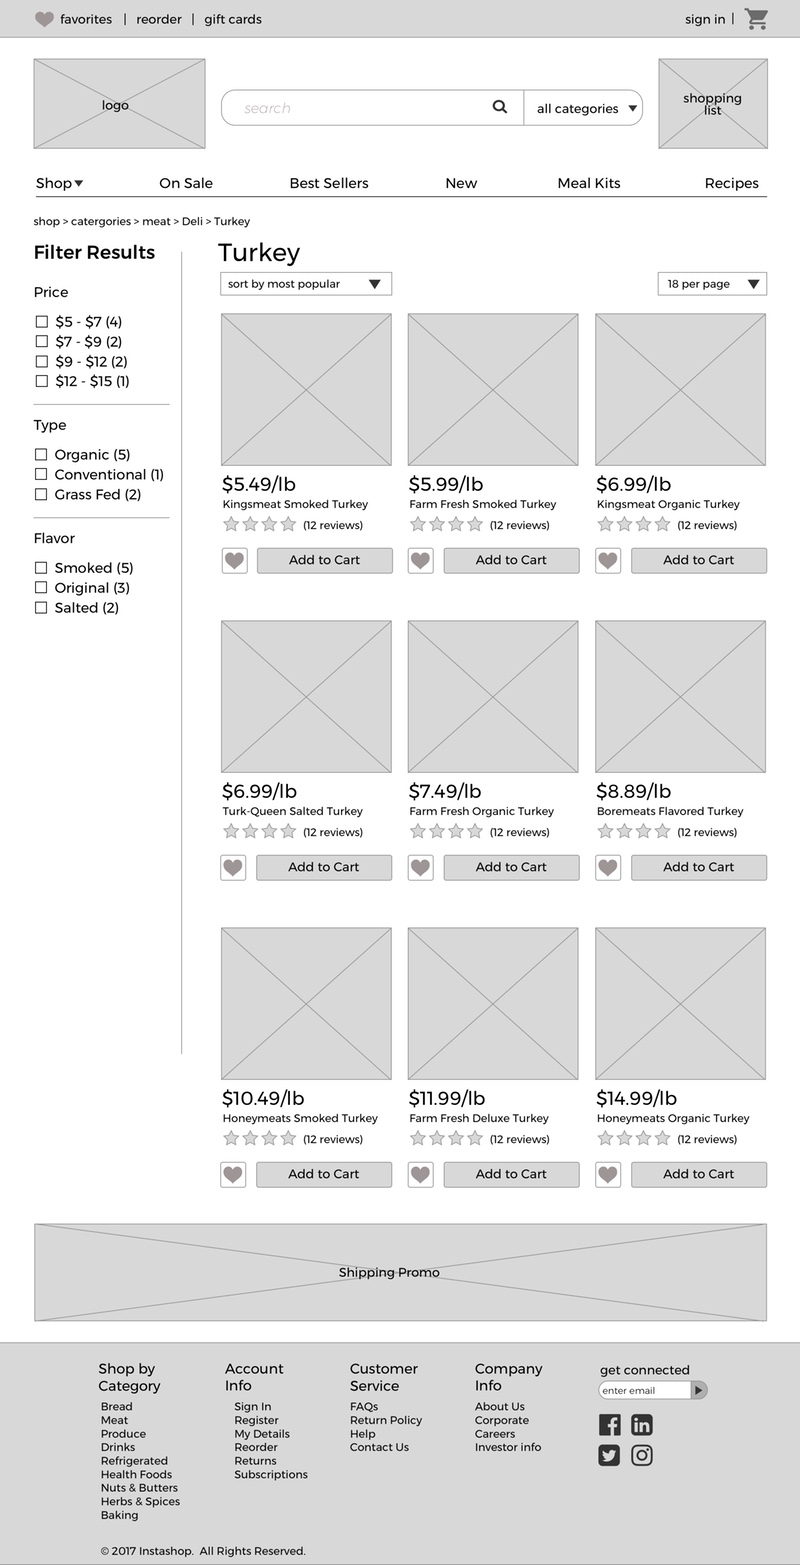 favorites | reorder | gift cards
sign in |
logo
search
all categories
shopping
list
Shop
On Sale
Best Sellers
New
Meal Kits
Recipes
shop > catergories > meat > Deli > Turkey
Filter Results
Price
$5 - $7 (4)
$7 - $9 (2)
$9 - $12 (2)
$12 - $15 (1)
Type
Organic (5)
Conventional (1)
Grass Fed (2)
Flavor
Smoked (5)
Original (3)
Salted (2)
Turkey
sort by most popular
18 per page
$5.49/lb
Kingsmeat Smoked Turkey
(12 reviews)
Add to Cart
$5.99/lb
Farm Fresh Smoked Turkey
(12 reviews)
Add to Cart
$6.99/lb
Kingsmeat Organic Turkey
(12 reviews)
Add to Cart
$6.99/lb
Turk-Queen Salted Turkey
(12 reviews)
Add to Cart
$7.49/lb
Farm Fresh Organic Turkey
(12 reviews)
Add to Cart
$8.89/lb
Boremeats Flavored Turkey
(12 reviews)
Add to Cart
$10.49/lb
Honeymeats Smoked Turkey
(12 reviews)
Add to Cart
$11.99/lb
Farm Fresh Deluxe Turkey
(12 reviews)
Add to Cart
$14.99/lb
Honeymeats Organic Turkey
(12 reviews)
Add to Cart
Shipping Promo
Shop by
Category
Bread
Meat
Produce
Drinks
Refrigerated
Health Foods
Nuts & Butters
Herbs & Spices
Baking
Account
Info
Sign In
Register
My Details
Reorder
Returns
Subscriptions
Customer
Service
FAQs
Return Policy
Help
Contact Us
Company
Info
About Us
Corporate
Careers
Investor info
get connected
enter email
© 2017 Instashop. All Rights Reserved.